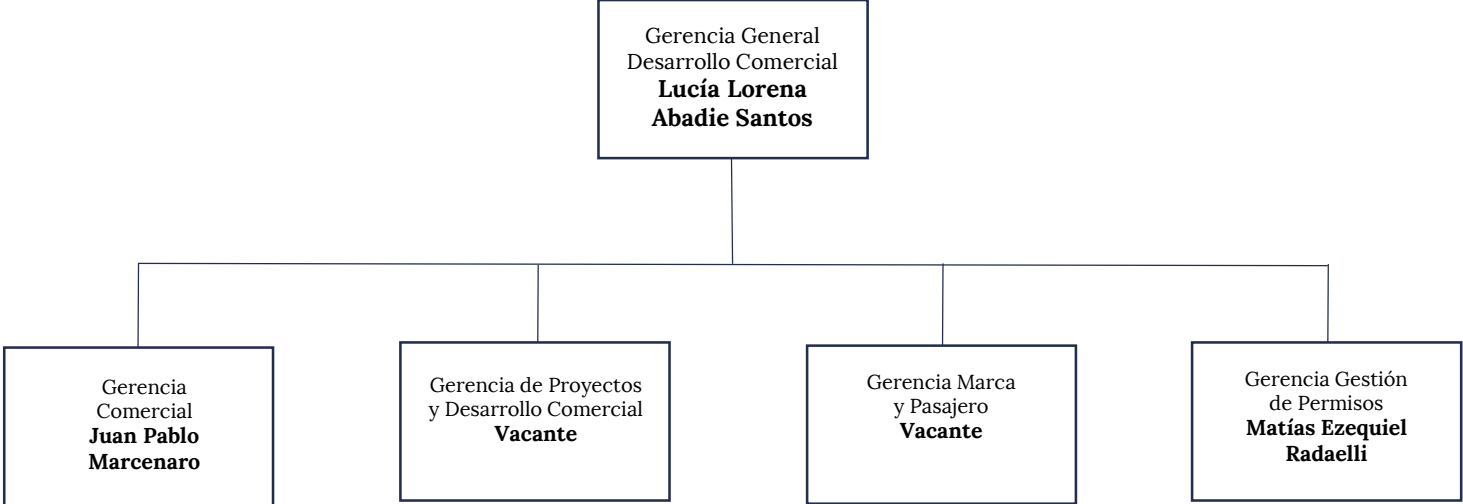 Gerencia General
Desarrollo Comercial
Lucía Lorena
Abadie Santos
Gerencia
Comercial
Juan Pablo
Marcenaro
Gerencia de Proyectos
y Desarrollo Comercial
Vacante
Gerencia Marca
y Pasajero
Vacante
Gerencia Gestión
de Permisos
Matías Ezequiel
Radaelli